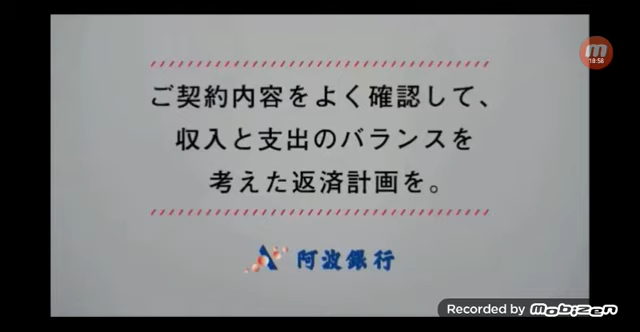 ご契約内容をよく確認して、
収入と支出のバランスを
考えた返済計画を。
阿波銀行
18:58
Recorded by mobizen